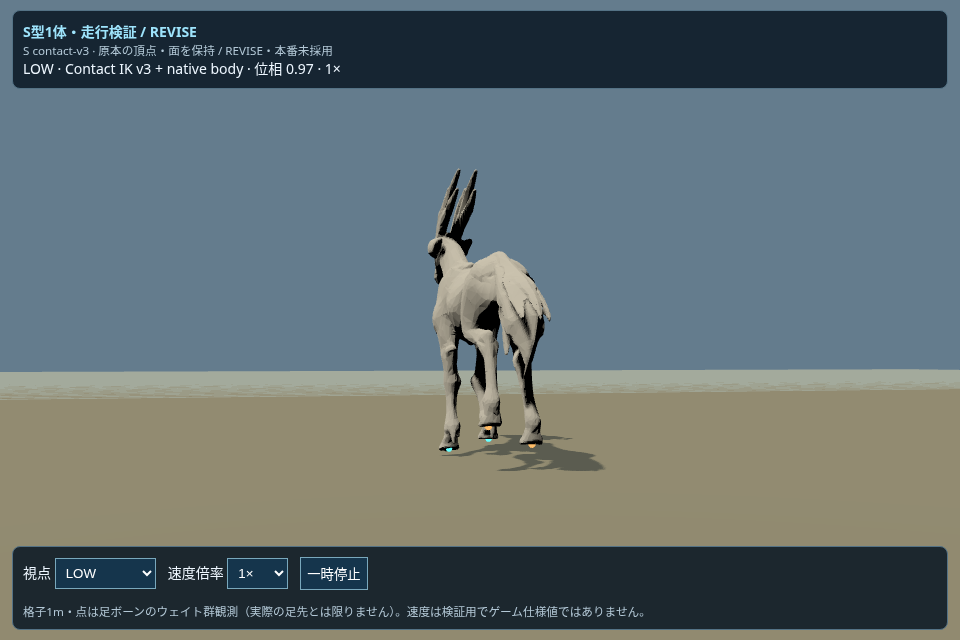 S型1体・走行検証 / REVISE
S contact-v3 · 原本の頂点・面を保持 / REVISE・本番未採用
LOW · Contact IK v3 + native body · 位相 0.97 · 1×
視点 LOW 速度倍率 1× 一時停止
格子1m・点は足ボーンのウェイト群観測（実際の足先とは限りません）。速度は検証用でゲーム仕様値ではありません。